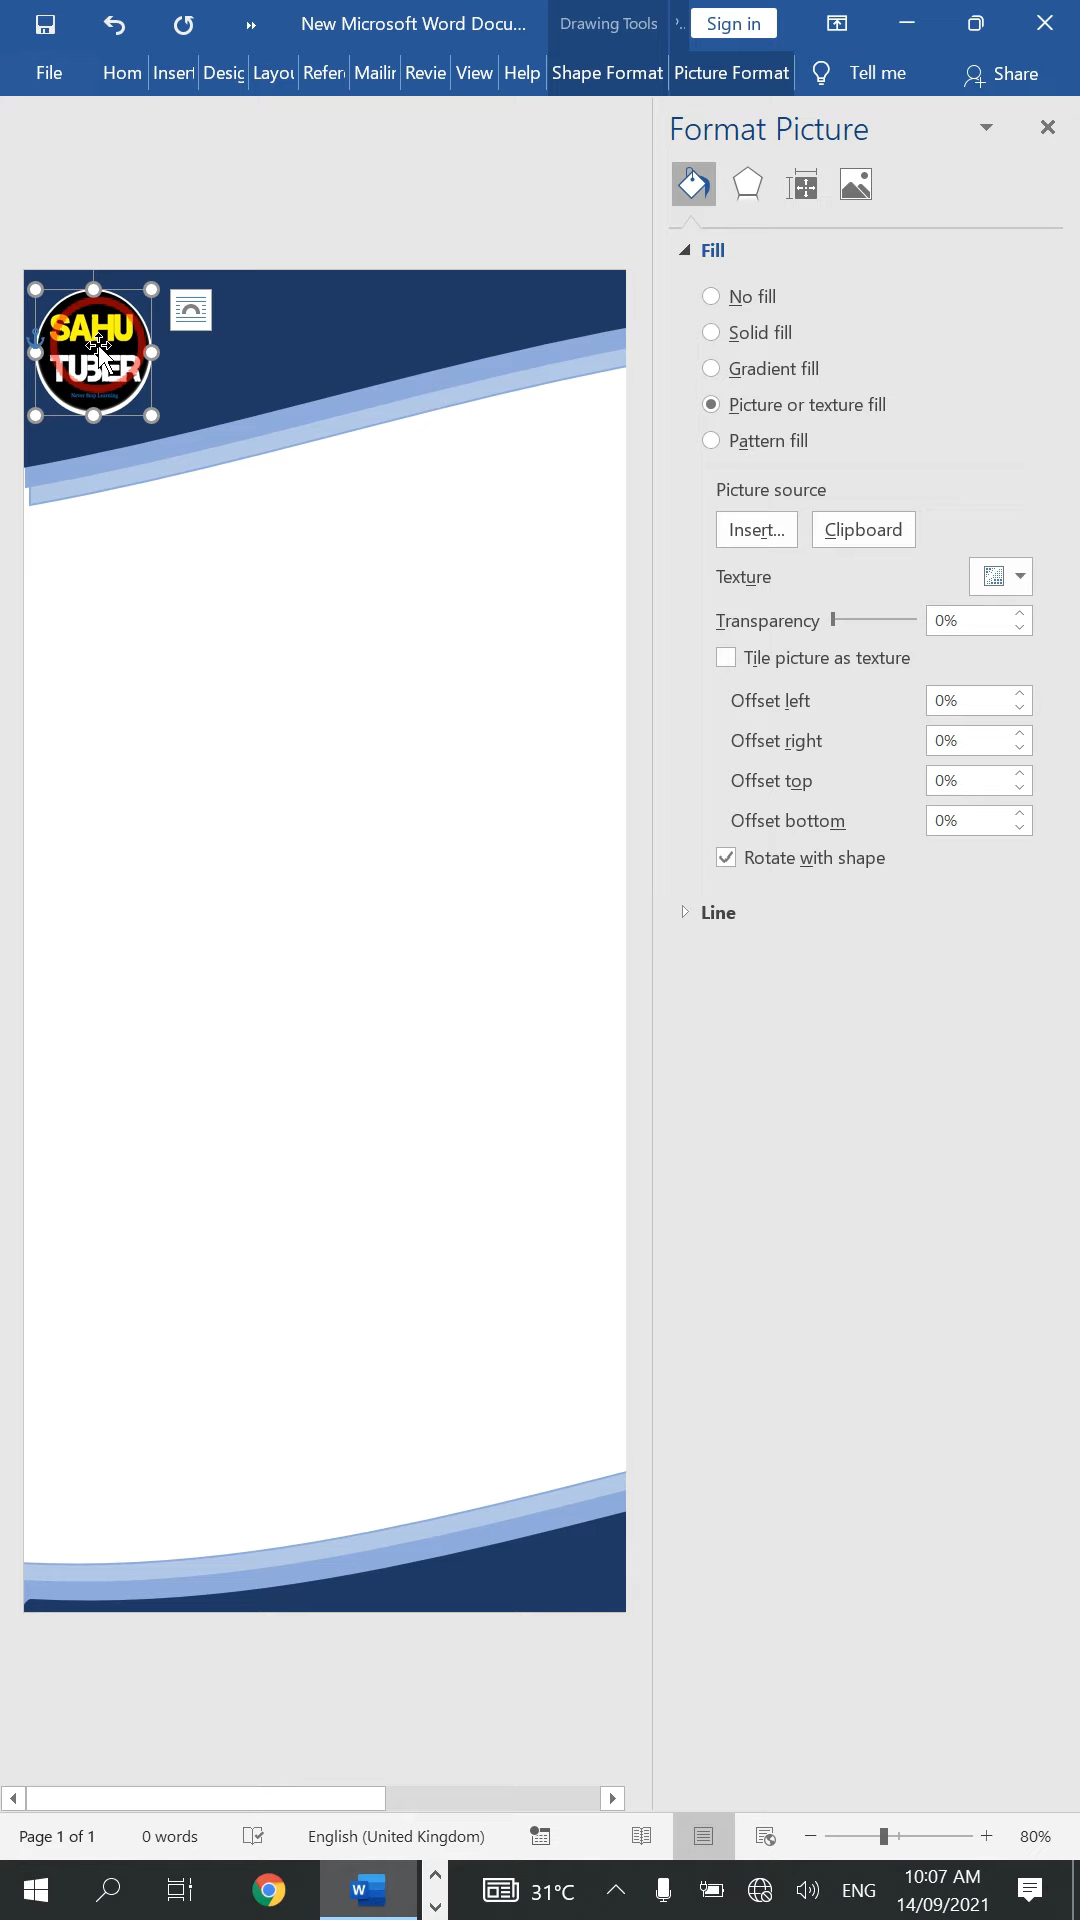 New Microsoft Word Docu...
Drawing Tools
Sign in
File
Hom
Insert
Desig
Layou
Refer
Mailin
Revie
View
Help
Shape Format
Picture Format
Tell me
Share
Format Picture
SAHU
TUBER
Never Stop Learning
Fill
No fill
Solid fill
Gradient fill
Picture or texture fill
Pattern fill
Picture source
Insert...
Clipboard
Texture
Transparency
0%
Tile picture as texture
Offset left
0%
Offset right
0%
Offset top
0%
Offset bottom
0%
Rotate with shape
Line
Page 1 of 1
0 words
English (United Kingdom)
80%
W
31°C
ENG
10:07 AM
14/09/2021